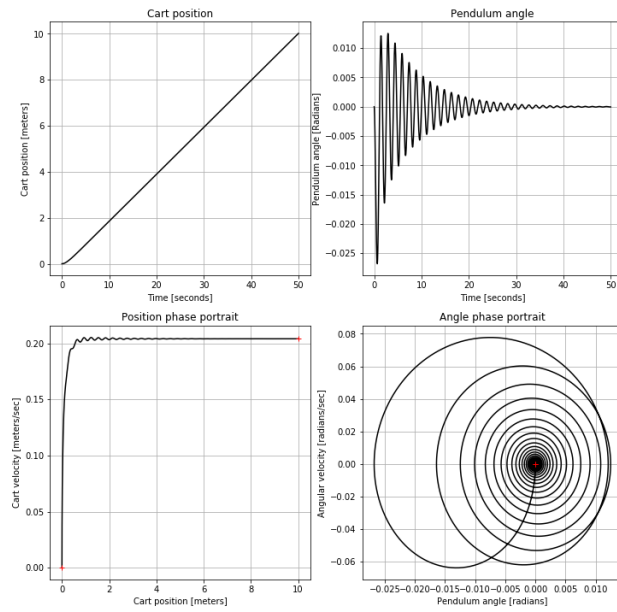 Cart position
Cart position [meters]
10
8
6
4
2
0
0 10 20 30 40 50
Time [seconds]
Pendulum angle
Pendulum angle [Radians]
0.010
0.005
0.000
−0.005
−0.010
−0.015
−0.020
−0.025
0 10 20 30 40 50
Time [seconds]
Position phase portrait
Cart velocity [meters/sec]
0.20
0.15
0.10
0.05
0.00
0 2 4 6 8 10
Cart position [meters]
Angle phase portrait
Angular velocity [radians/sec]
0.08
0.06
0.04
0.02
0.00
−0.02
−0.04
−0.06
−0.025 −0.020 −0.015 −0.010 −0.005 0.000 0.005 0.010
Pendulum angle [radians]